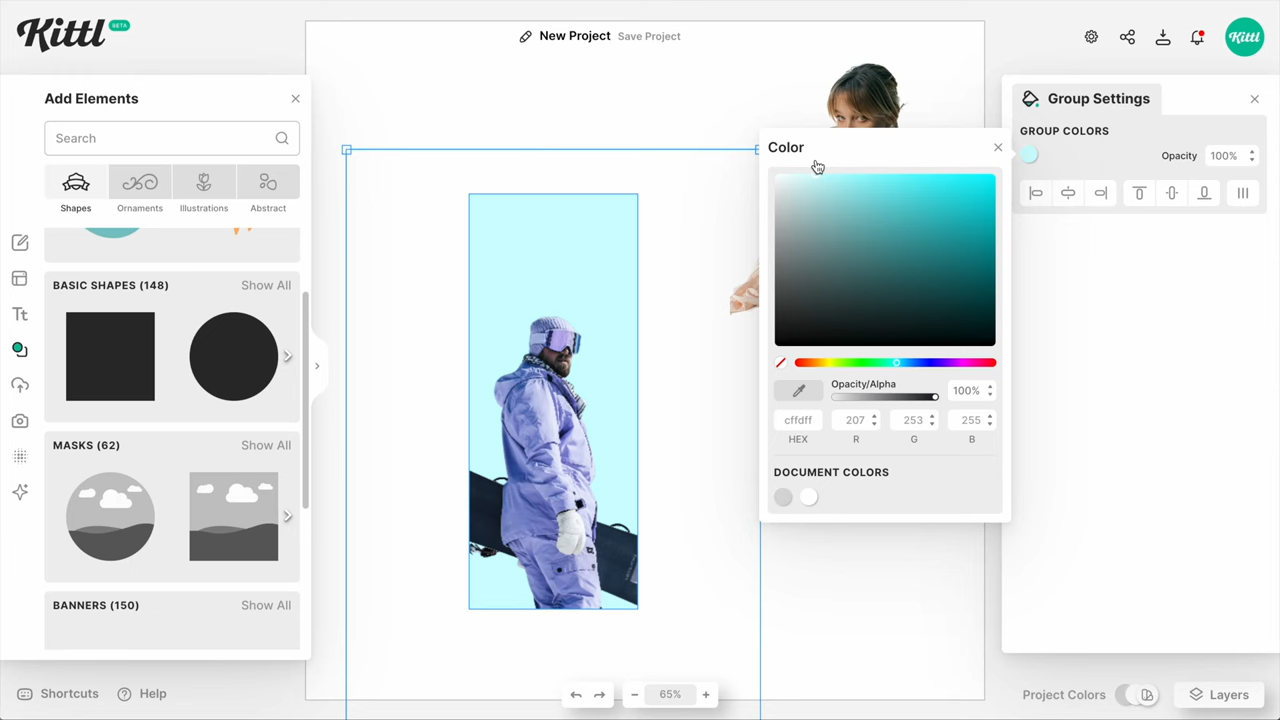 Kittl BETA
New Project Save Project
Kittl
Add Elements
Search
Shapes Ornaments Illustrations Abstract
BASIC SHAPES (148) Show All
MASKS (62) Show All
BANNERS (150) Show All
Tt
Color
Opacity/Alpha
100%
cffdff 207 253 255
HEX R G B
DOCUMENT COLORS
Group Settings
GROUP COLORS
Opacity 100%
Shortcuts Help
65%
Project Colors Layers